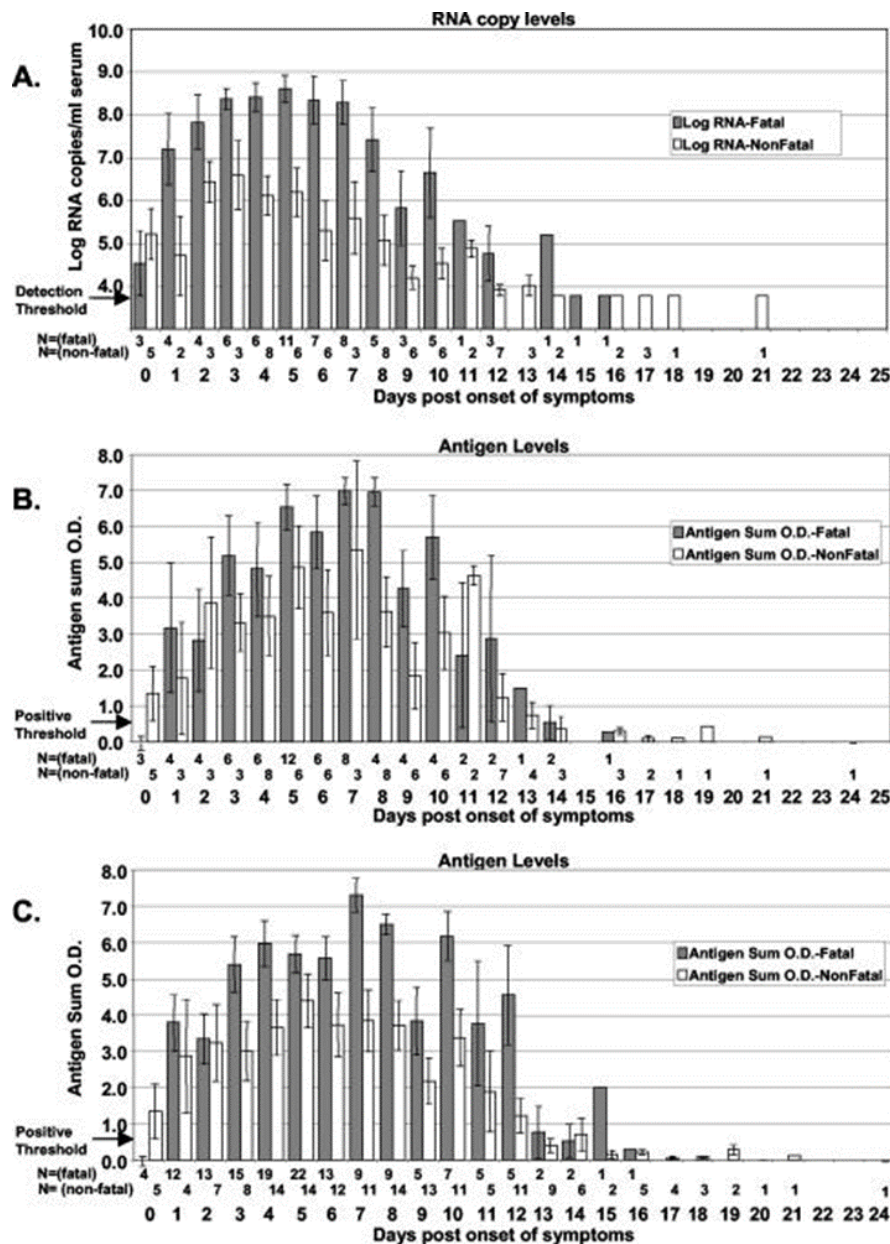 RNA copy levels
A.
10.0
9.0
8.0
7.0
6.0
5.0
4.0
Log RNA copies/ml serum
Log RNA-Fatal
Log RNA-NonFatal
Detection
Threshold
N=(fatal) 3 4 4 6 6 11 7 8 5 3 5 1 3 1 1 1
N=(non-fatal) 5 2 3 3 8 6 6 3 8 6 6 2 7 3 2 2 3 1 1
0 1 2 3 4 5 6 7 8 9 10 11 12 13 14 15 16 17 18 19 20 21 22 23 24 25
Days post onset of symptoms
Antigen Levels
B.
8.0
7.0
6.0
5.0
4.0
3.0
2.0
1.0
0.0
Antigen sum O.D.
Antigen Sum O.D.-Fatal
Antigen Sum O.D.-NonFatal
Positive
Threshold
N=(fatal) 3 4 4 6 6 12 6 8 4 4 4 2 2 1 2 1
N=(non-fatal) 5 3 3 3 8 6 6 3 8 6 6 2 7 4 3 3 2 1 1 1 1
0 1 2 3 4 5 6 7 8 9 10 11 12 13 14 15 16 17 18 19 20 21 22 23 24 25
Days post onset of symptoms
Antigen Levels
C.
8.0
7.0
6.0
5.0
4.0
3.0
2.0
1.0
0.0
Antigen Sum O.D.
Antigen Sum O.D.-Fatal
Antigen Sum O.D.-NonFatal
Positive
Threshold
N=(fatal) 4 12 13 15 19 22 13 9 9 5 7 5 5 2 2 1 1
N= (non-fatal) 5 4 7 8 14 14 12 11 14 13 11 5 11 9 6 2 5 4 3 2 1 1 1
0 1 2 3 4 5 6 7 8 9 10 11 12 13 14 15 16 17 18 19 20 21 22 23 24
Days post onset of symptoms